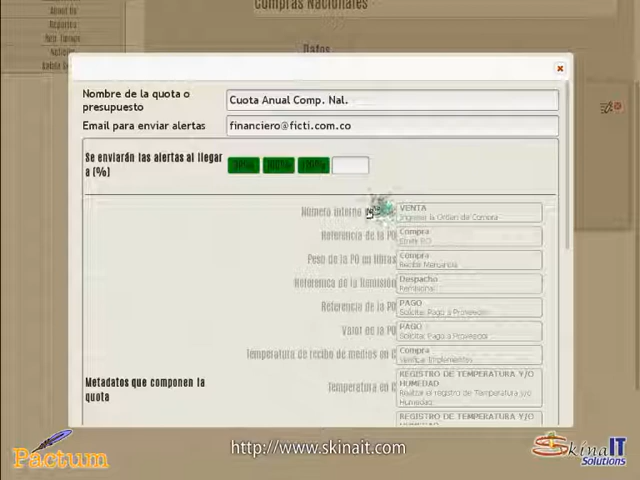 Compras Nacionales
Datos
Nombre de la quota o
presupuesto
Cuota Anual Comp. Nal.
Email para enviar alertas
financiero@ficti.com.co
Se enviarán las alertas al llegar
a (%)
Número interno
VENTA
Ingresar la Orden de Compra
Referencia de la PO
Compra
Enviar PO
Peso de la PO en libras
Compra
Recibir Mercancia
Referencia de la Remisión
Despacho
Remisionar
Referencia de la PO
PAGO
Solicitar Pago a Proveedor
Valor de la PO
PAGO
Solicitar Pago a Proveedor
Temperatura de recibo de medios en C
Compra
Verificar Implementos
Temperatura en C
REGISTRO DE TEMPERATURA Y/O
HUMEDAD
Realizar el registro de Temperatura y/o
Humedad
Metadatos que componen la
quota
REGISTRO DE TEMPERATURA Y/O
Pactum
http://www.skinait.com
SkinaIT
Solutions